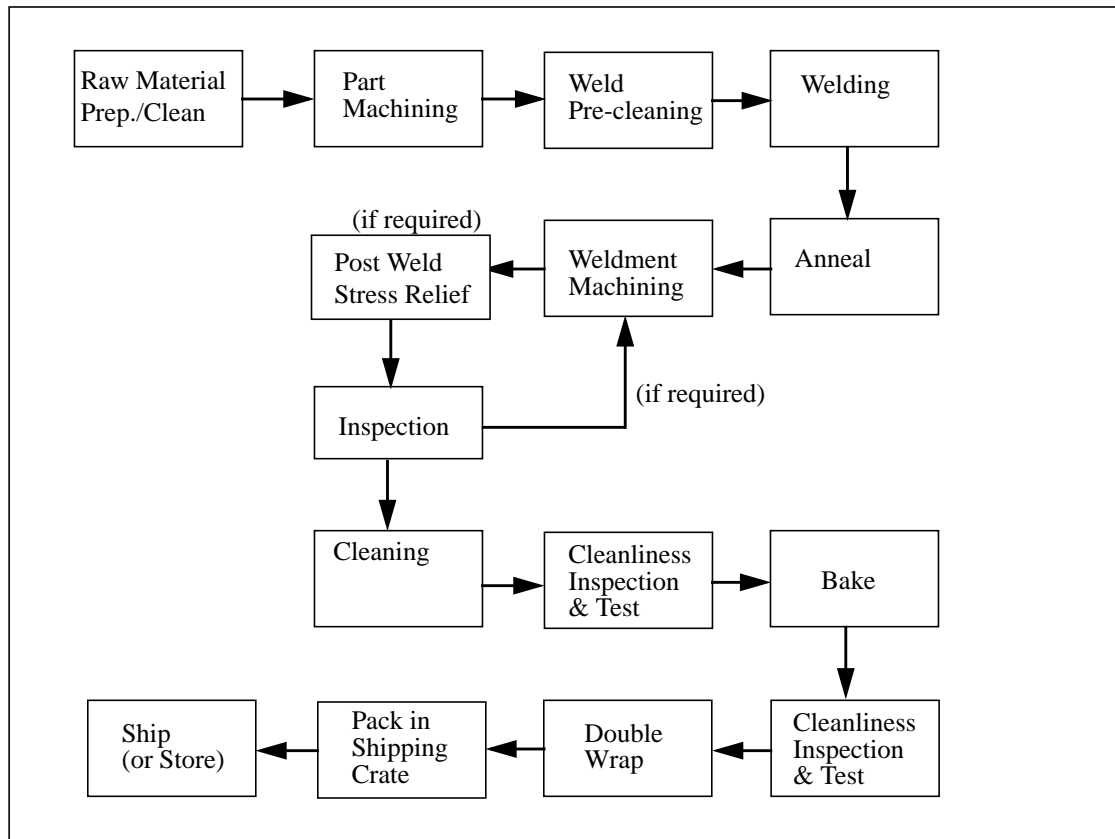 Raw Material
Prep./Clean
Part
Machining
Weld
Pre-cleaning
Welding
(if required)
Post Weld
Stress Relief
Weldment
Machining
Anneal
Inspection
(if required)
Cleaning
Cleanliness
Inspection
& Test
Bake
Ship
(or Store)
Pack in
Shipping
Crate
Double
Wrap
Cleanliness
Inspection
& Test